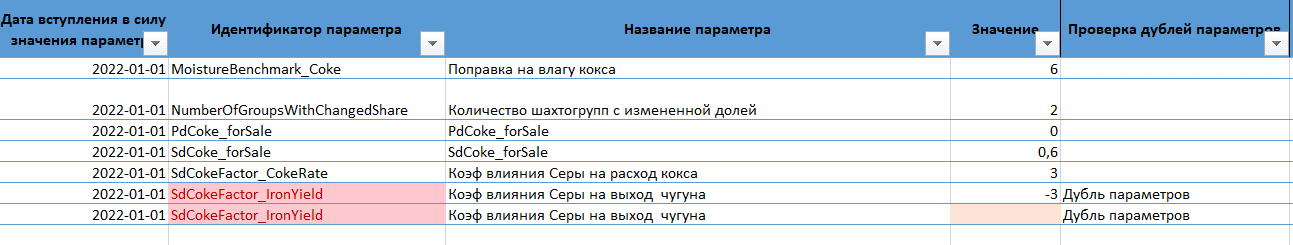 Дата вступления в силу
значения параметр
Идентификатор параметра
Название параметра
Значение
Проверка дублей параметров
2022-01-01 MoistureBenchmark_Coke Поправка на влагу кокса 6
2022-01-01 NumberOfGroupsWithChangedShare Количество шахтогрупп с измененной долей 2
2022-01-01 PdCoke_forSale PdCoke_forSale 0
2022-01-01 SdCoke_forSale SdCoke_forSale 0,6
2022-01-01 SdCokeFactor_CokeRate Коэф влияния Серы на расход кокса 3
2022-01-01 SdCokeFactor_IronYield Коэф влияния Серы на выход  чугуна -3 Дубль параметров
2022-01-01 SdCokeFactor_IronYield Коэф влияния Серы на выход  чугуна Дубль параметров